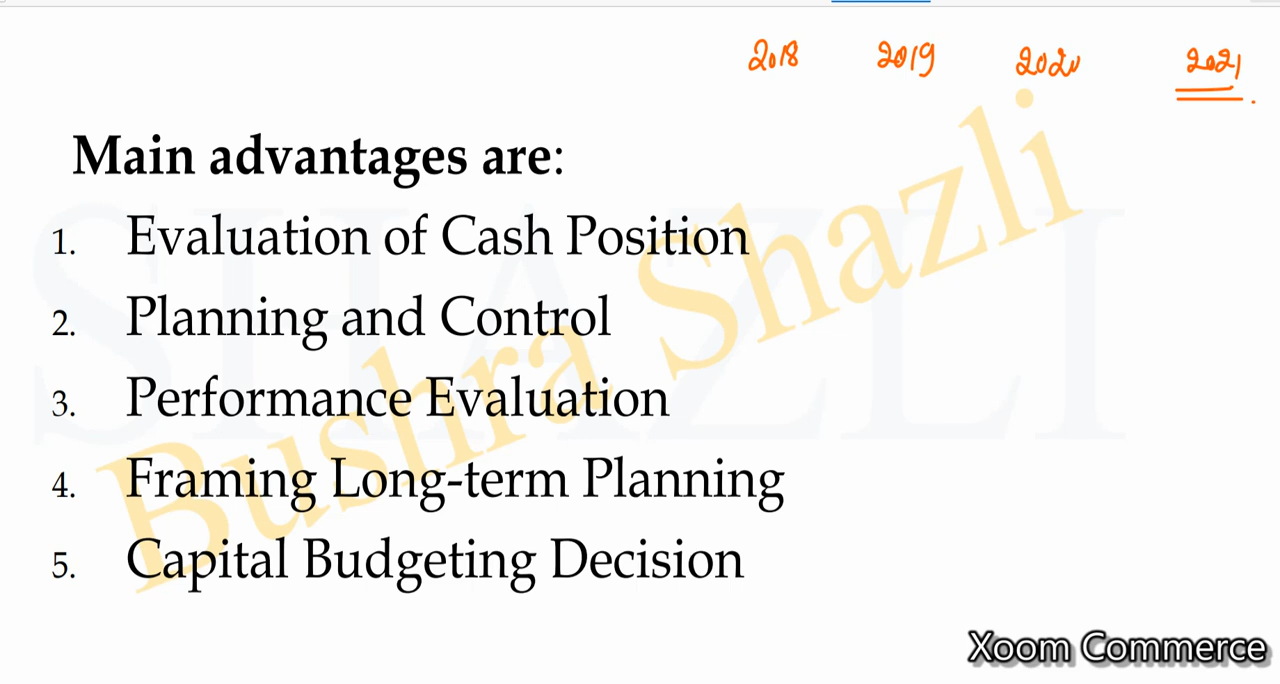 2018 2019 2020 2021
Main advantages are:
1. Evaluation of Cash Position
2. Planning and Control
3. Performance Evaluation
4. Framing Long-term Planning
5. Capital Budgeting Decision
Bushra Shazli
SHAZLI
Xoom Commerce